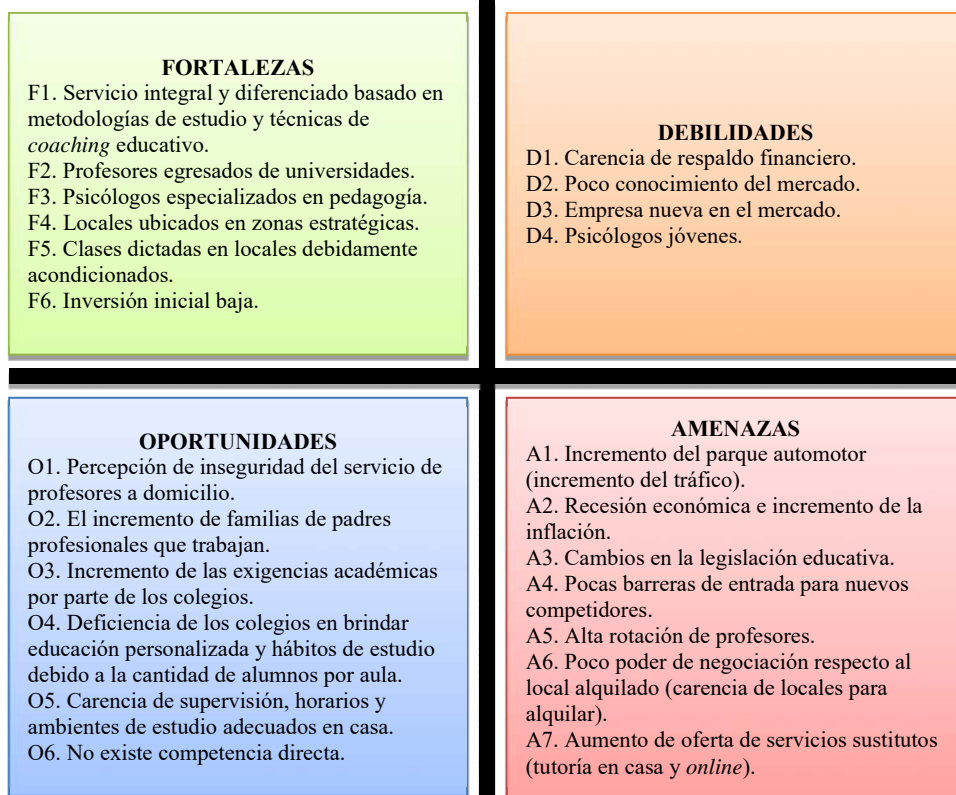 FORTALEZAS
F1. Servicio integral y diferenciado basado en
metodologías de estudio y técnicas de
coaching educativo.
F2. Profesores egresados de universidades.
F3. Psicólogos especializados en pedagogía.
F4. Locales ubicados en zonas estratégicas.
F5. Clases dictadas en locales debidamente
acondicionados.
F6. Inversión inicial baja.
DEBILIDADES
D1. Carencia de respaldo financiero.
D2. Poco conocimiento del mercado.
D3. Empresa nueva en el mercado.
D4. Psicólogos jóvenes.
OPORTUNIDADES
O1. Percepción de inseguridad del servicio de
profesores a domicilio.
O2. El incremento de familias de padres
profesionales que trabajan.
O3. Incremento de las exigencias académicas
por parte de los colegios.
O4. Deficiencia de los colegios en brindar
educación personalizada y hábitos de estudio
debido a la cantidad de alumnos por aula.
O5. Carencia de supervisión, horarios y
ambientes de estudio adecuados en casa.
O6. No existe competencia directa.
AMENAZAS
A1. Incremento del parque automotor
(incremento del tráfico).
A2. Recesión económica e incremento de la
inflación.
A3. Cambios en la legislación educativa.
A4. Pocas barreras de entrada para nuevos
competidores.
A5. Alta rotación de profesores.
A6. Poco poder de negociación respecto al
local alquilado (carencia de locales para
alquilar).
A7. Aumento de oferta de servicios sustitutos
(tutoría en casa y online).